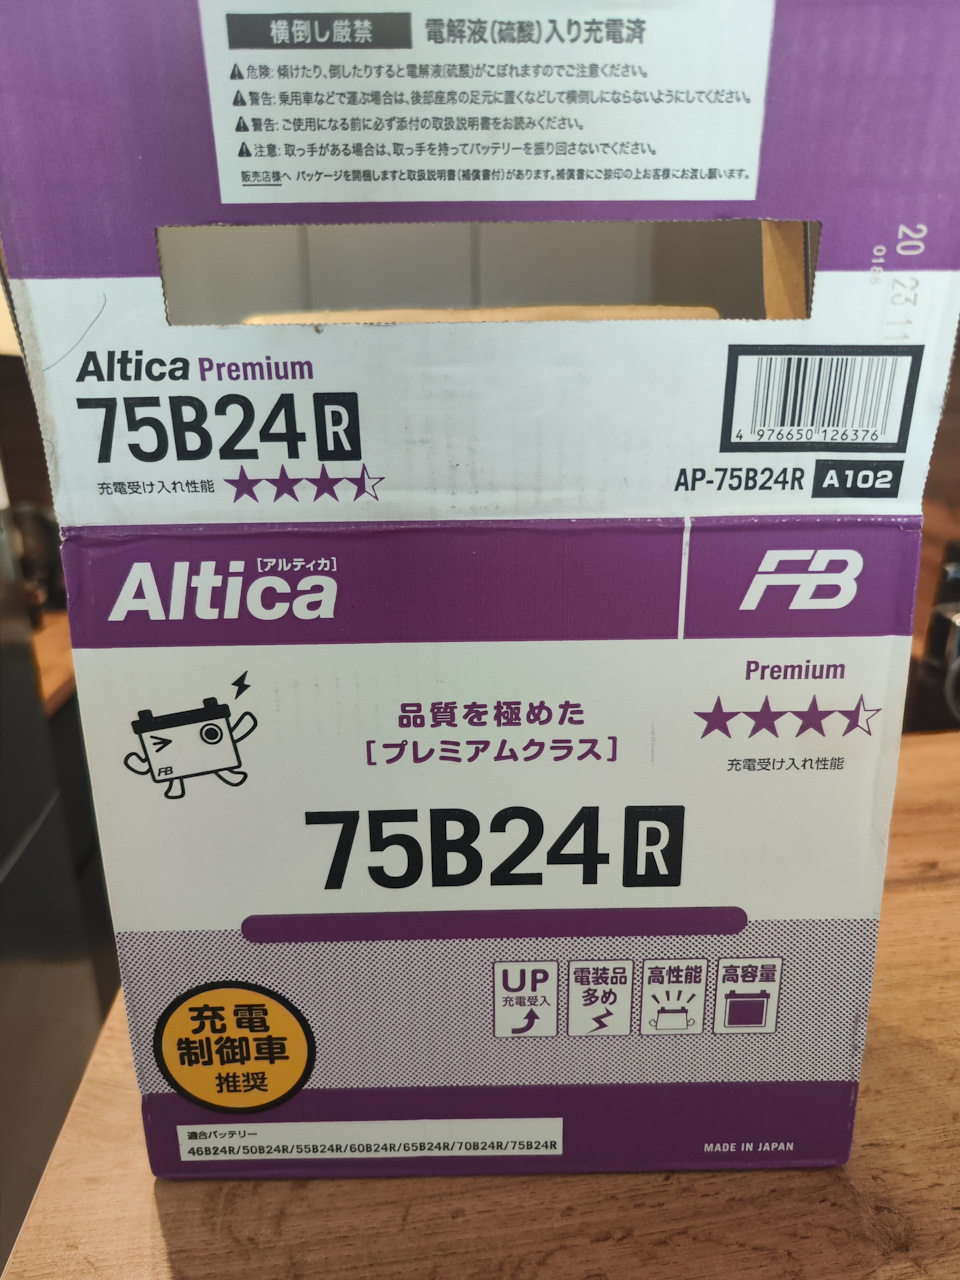 横倒し厳禁 電解液(硫酸)入り充電済
危険: 傾けたり、倒したりすると電解液(硫酸)がこぼれますのでご注意ください。
警告: 乗用車などで運ぶ場合は、後部座席の足元に置くなどして横倒しにならないようにしてください。
警告: ご使用になる前に必ず添付の取扱説明書をお読みください。
注意: 取っ手がある場合は、取っ手を持ってバッテリーを振り回さないでください。
販売店様へ パッケージを開梱しますと取扱説明書(補償書付)があります。補償書にご捺印の上お客様にお渡し願います。
20 23 11
0188
Altica Premium
75B24R
充電受け入れ性能
4 976650 126376
AP-75B24R A102
Altica
[アルティカ]
FB
Premium
充電受け入れ性能
FB
品質を極めた
[プレミアムクラス]
75B24R
UP
充電受入
電装品
多め
高性能
高容量
充電
制御車
推奨
適合バッテリー
46B24R/50B24R/55B24R/60B24R/65B24R/70B24R/75B24R
MADE IN JAPAN